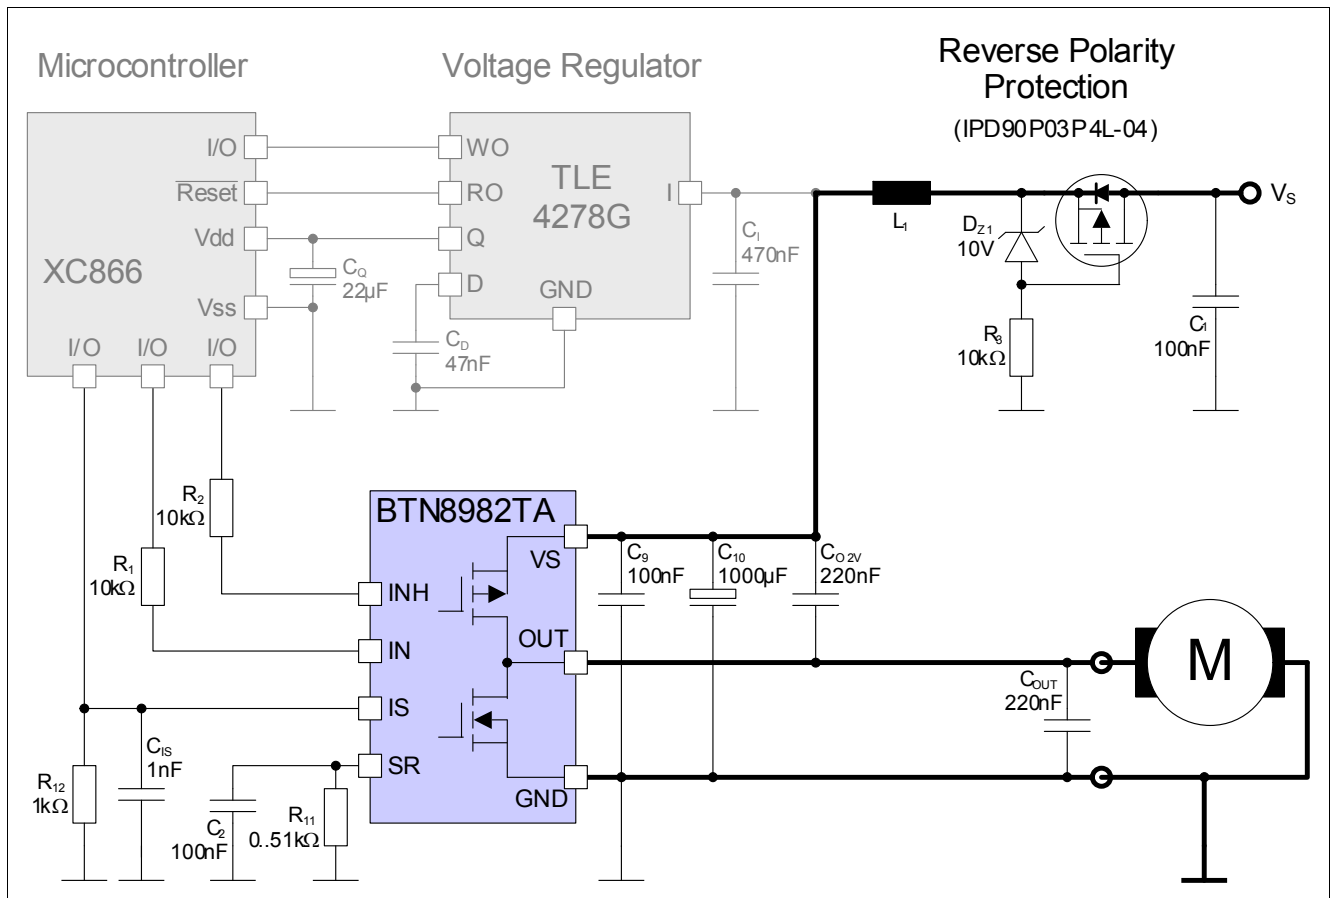 Microcontroller
Voltage Regulator
Reverse Polarity
Protection
(IPD90P03P4L-04)
XC866
I/O
Reset
Vdd
Vss
I/O
I/O
I/O
TLE
4278G
WO
RO
Q
D
I
GND
CQ
22µF
CD
47nF
CI
470nF
L1
DZ1
10V
R3
10kΩ
C1
100nF
VS
R2
10kΩ
R1
10kΩ
BTN8982TA
VS
INH
OUT
IN
IS
SR
GND
C9
100nF
C10
1000µF
CO2V
220nF
COUT
220nF
M
CIS
1nF
R12
1kΩ
C2
100nF
R11
0..51kΩ